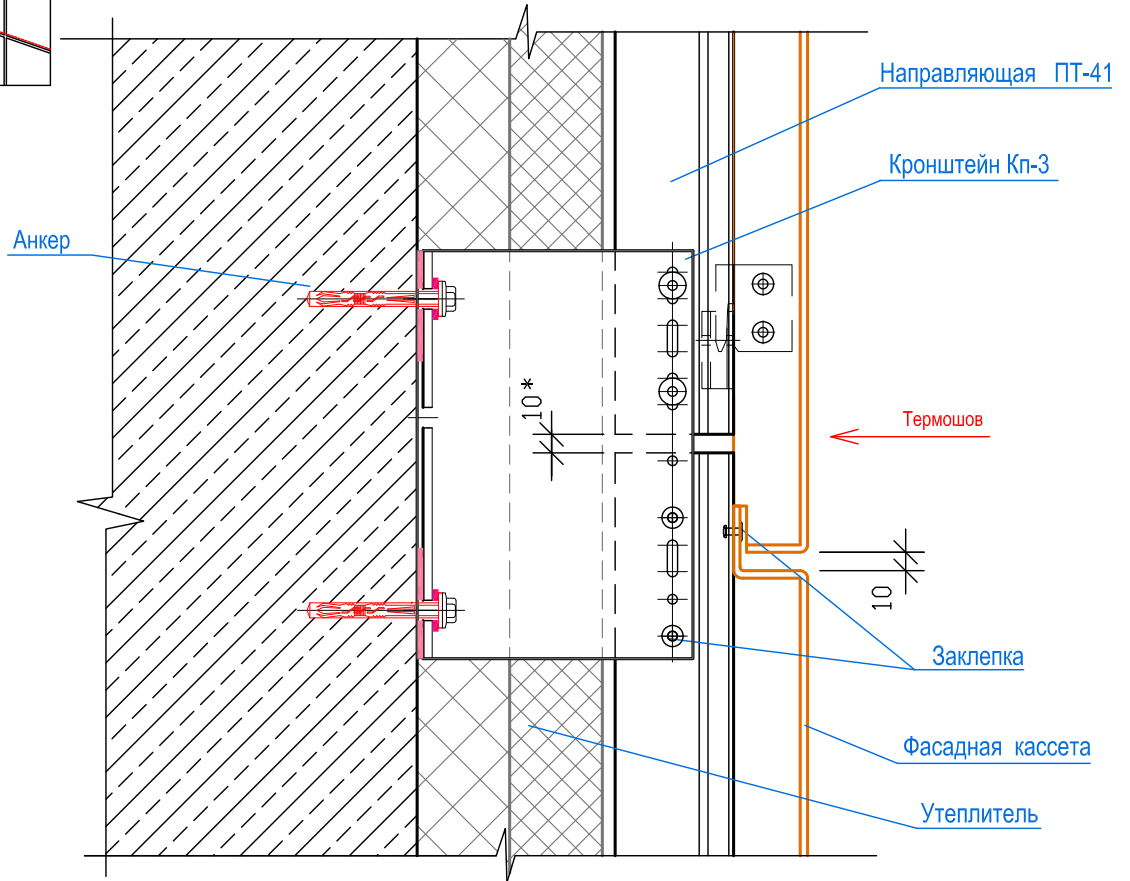 Направляющая ПТ-41
Кронштейн Кп-3
Анкер
10*
Термошов
10
Заклепка
Фасадная кассета
Утеплитель